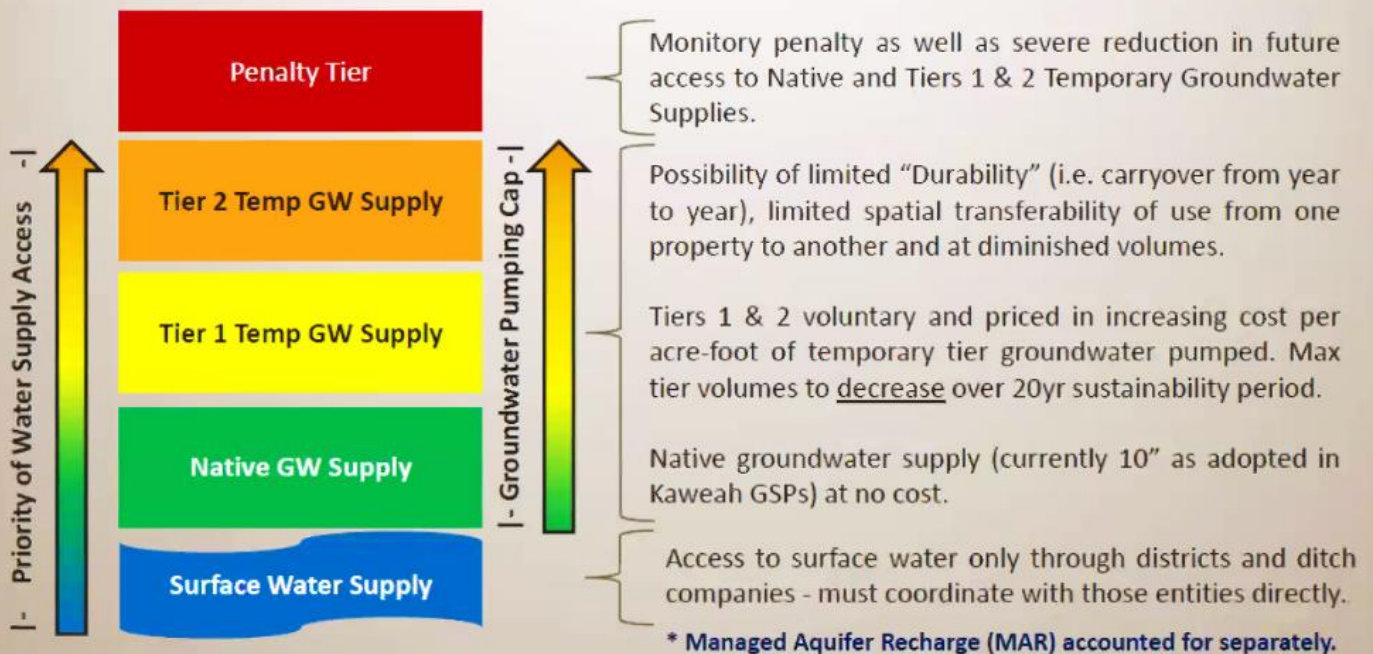 |- Priority of Water Supply Access -|
Penalty Tier
Tier 2 Temp GW Supply
Tier 1 Temp GW Supply
Native GW Supply
Surface Water Supply
|- Groundwater Pumping Cap -|
Monitory penalty as well as severe reduction in future
access to Native and Tiers 1 & 2 Temporary Groundwater
Supplies.
Possibility of limited “Durability” (i.e. carryover from year
to year), limited spatial transferability of use from one
property to another and at diminished volumes.
Tiers 1 & 2 voluntary and priced in increasing cost per
acre-foot of temporary tier groundwater pumped. Max
tier volumes to decrease over 20yr sustainability period.
Native groundwater supply (currently 10” as adopted in
Kaweah GSPs) at no cost.
Access to surface water only through districts and ditch
companies - must coordinate with those entities directly.
* Managed Aquifer Recharge (MAR) accounted for separately.